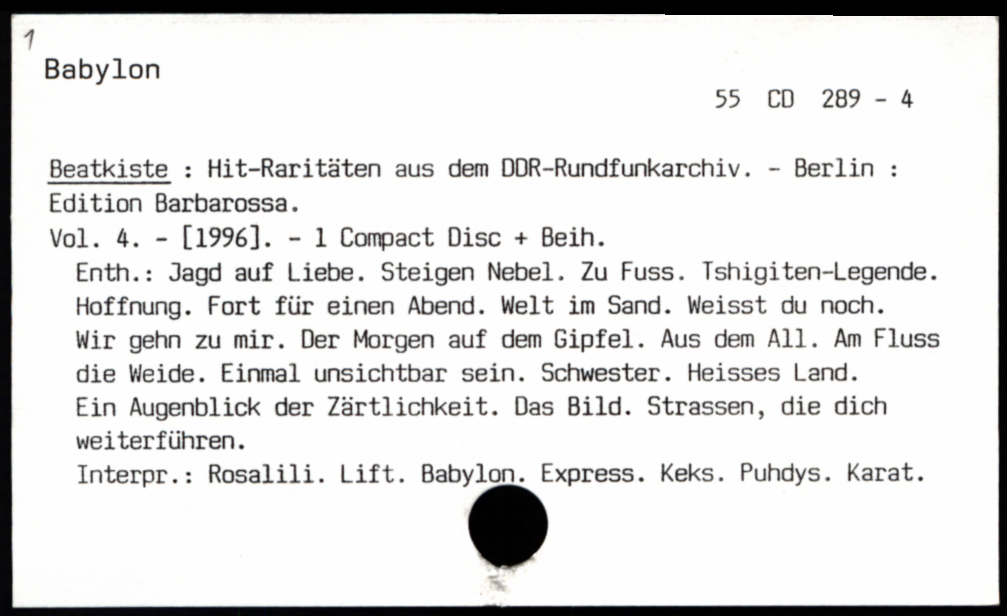 1
Babylon
55 CD 289 - 4
Beatkiste : Hit-Raritäten aus dem DDR-Rundfunkarchiv. - Berlin :
Edition Barbarossa.
Vol. 4. - [1996]. - 1 Compact Disc + Beih.
Enth.: Jagd auf Liebe. Steigen Nebel. Zu Fuss. Tshigiten-Legende.
Hoffnung. Fort für einen Abend. Welt im Sand. Weisst du noch.
Wir gehn zu mir. Der Morgen auf dem Gipfel. Aus dem All. Am Fluss
die Weide. Einmal unsichtbar sein. Schwester. Heisses Land.
Ein Augenblick der Zärtlichkeit. Das Bild. Strassen, die dich
weiterführen.
Interpr.: Rosalili. Lift. Babylon. Express. Keks. Puhdys. Karat.